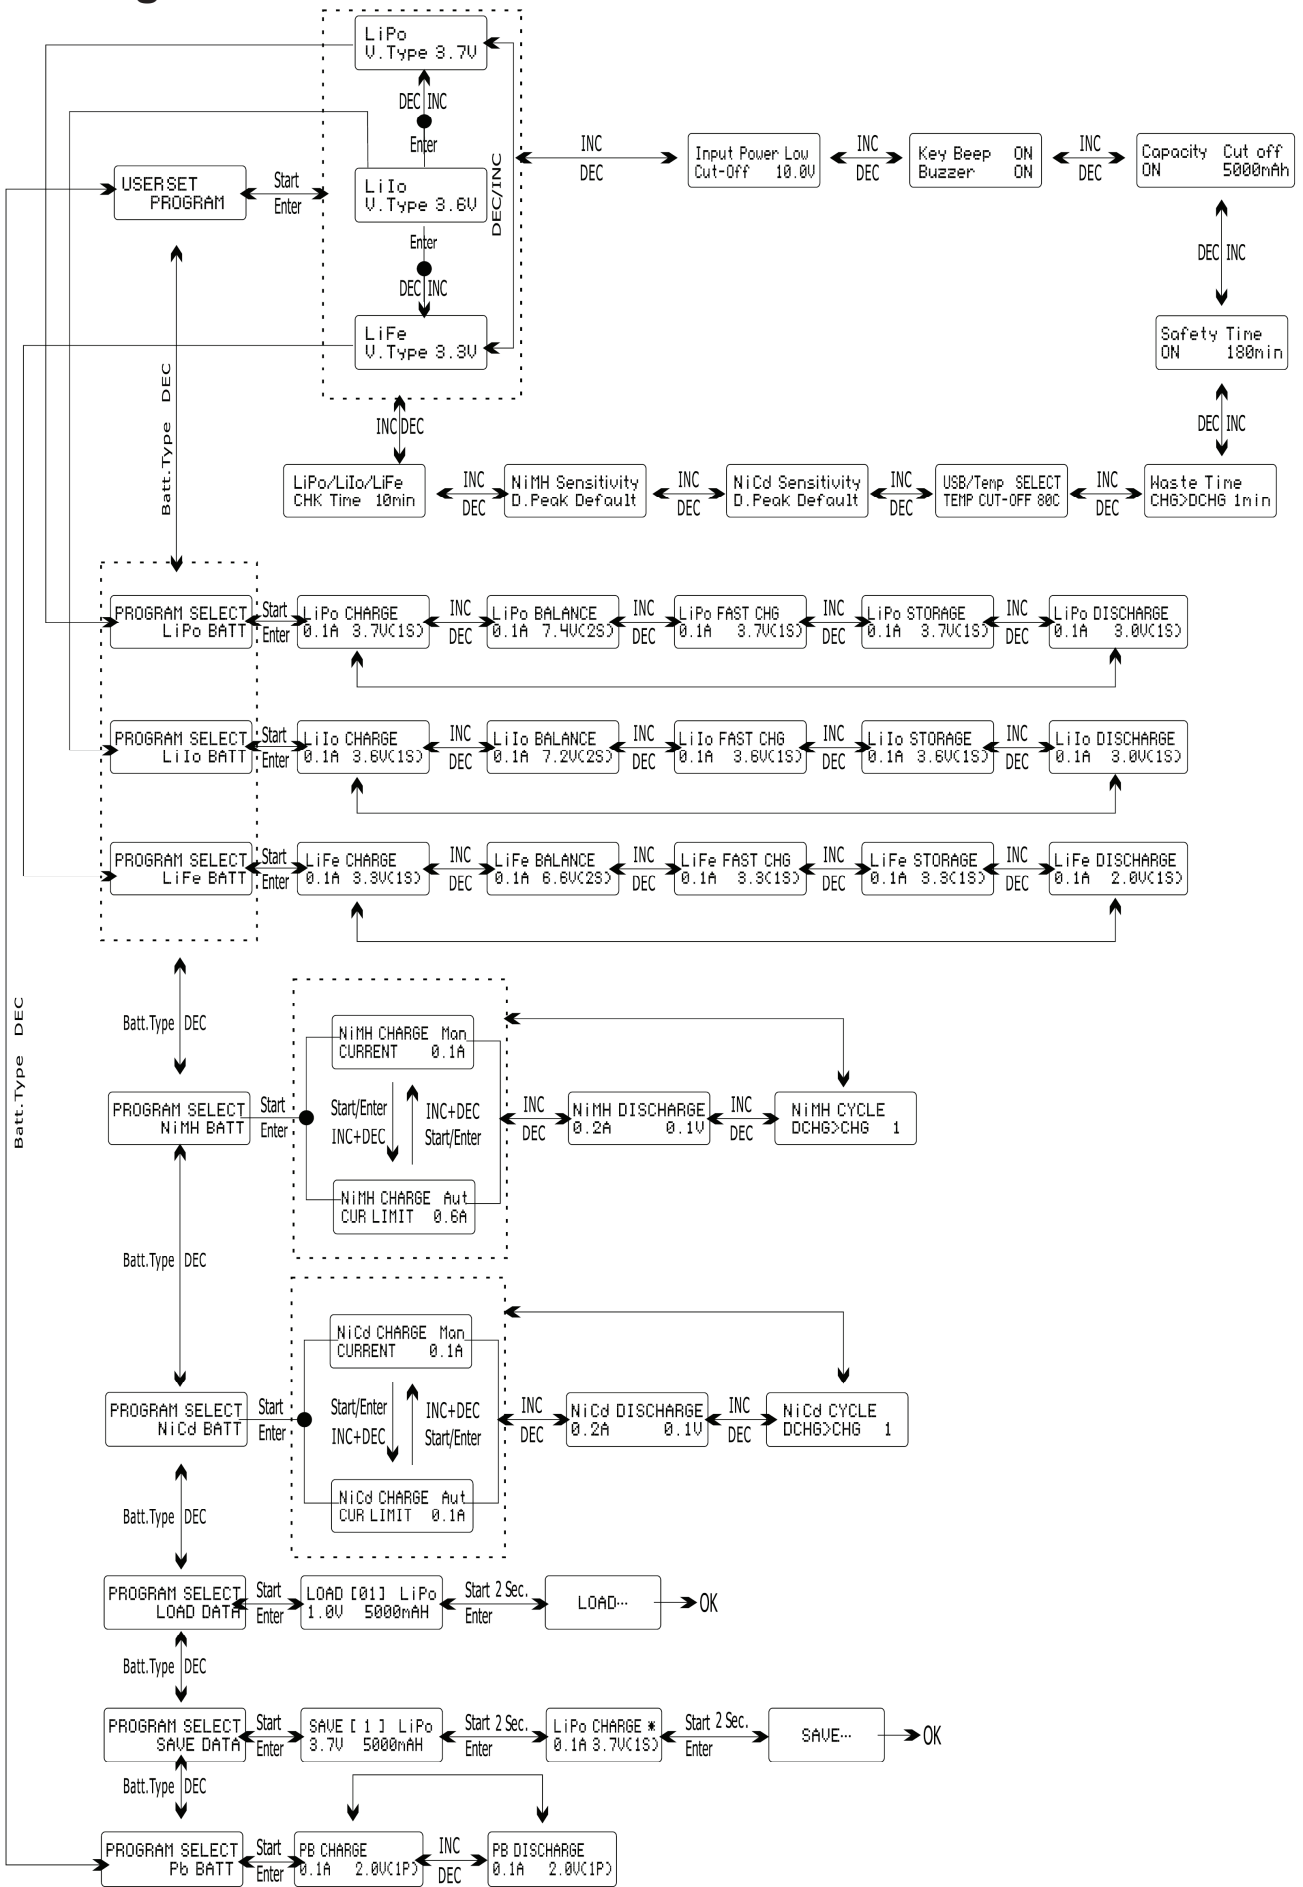 LiPo
V.Type 3.7V
DEC INC
Enter
INC
DEC
Input Power Low
Cut-Off 10.0V
INC
DEC
Key Beep ON
Buzzer ON
INC
DEC
Capacity Cut off
ON 5000mAh
USERSET
PROGRAM
Start
Enter
LiIo
V.Type 3.6V
DEC/INC
Enter
DEC INC
DEC INC
LiFe
V.Type 3.3V
Safety Time
ON 180min
Batt.Type DEC
INC DEC
DEC INC
LiPo/LiIo/LiFe
CHK Time 10min
INC
DEC
NiMH Sensitivity
D.Peak Default
INC
DEC
NiCd Sensitivity
D.Peak Default
INC
DEC
USB/Temp SELECT
TEMP CUT-OFF 80C
INC
DEC
Waste Time
CHG>DCHG 1min
PROGRAM SELECT
LiPo BATT
Start
Enter
LiPo CHARGE
0.1A 3.7V(1S)
INC
DEC
LiPo BALANCE
0.1A 7.4V(2S)
INC
DEC
LiPo FAST CHG
0.1A 3.7V(1S)
INC
DEC
LiPo STORAGE
0.1A 3.7V(1S)
INC
DEC
LiPo DISCHARGE
0.1A 3.0V(1S)
PROGRAM SELECT
LiIo BATT
Start
Enter
LiIo CHARGE
0.1A 3.6V(1S)
INC
DEC
LiIo BALANCE
0.1A 7.2V(2S)
INC
DEC
LiIo FAST CHG
0.1A 3.6V(1S)
INC
DEC
LiIo STORAGE
0.1A 3.6V(1S)
INC
DEC
LiIo DISCHARGE
0.1A 3.0V(1S)
PROGRAM SELECT
LiFe BATT
Start
Enter
LiFe CHARGE
0.1A 3.3V(1S)
INC
DEC
LiFe BALANCE
0.1A 6.6V(2S)
INC
DEC
LiFe FAST CHG
0.1A 3.3(1S)
INC
DEC
LiFe STORAGE
0.1A 3.3(1S)
INC
DEC
LiFe DISCHARGE
0.1A 2.0V(1S)
Batt.Type DEC
Batt.Type DEC
NiMH CHARGE Man
CURRENT 0.1A
PROGRAM SELECT
NiMH BATT
Start
Enter
Start/Enter
INC+DEC
INC+DEC
Start/Enter
INC
DEC
NiMH DISCHARGE
0.2A 0.1V
INC
DEC
NiMH CYCLE
DCHG>CHG 1
NiMH CHARGE Aut
CUR LIMIT 0.6A
Batt.Type DEC
NiCd CHARGE Man
CURRENT 0.1A
PROGRAM SELECT
NiCd BATT
Start
Enter
Start/Enter
INC+DEC
INC+DEC
Start/Enter
INC
DEC
NiCd DISCHARGE
0.2A 0.1V
INC
DEC
NiCd CYCLE
DCHG>CHG 1
NiCd CHARGE Aut
CUR LIMIT 0.1A
Batt.Type DEC
PROGRAM SELECT
LOAD DATA
Start
Enter
LOAD [01] LiPo
1.0V 5000mAH
Start 2 Sec.
Enter
LOAD···
OK
Batt.Type DEC
PROGRAM SELECT
SAVE DATA
Start
Enter
SAVE [ 1 ] LiPo
3.7V 5000mAH
Start 2 Sec.
Enter
LiPo CHARGE *
0.1A 3.7V(1S)
Start 2 Sec.
Enter
SAVE···
OK
Batt.Type DEC
PROGRAM SELECT
Pb BATT
Start
Enter
PB CHARGE
0.1A 2.0V(1P)
INC
DEC
PB DISCHARGE
0.1A 2.0V(1P)